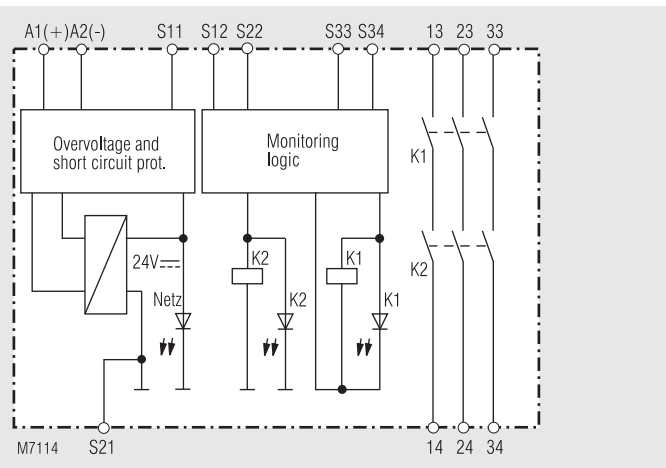 A1(+) A2(-) S11 S12 S22 S33 S34 13 23 33
Overvoltage and
short circuit prot.
Monitoring
logic
K1
24V
K2
K1
K2
Netz
K2
K1
M7114
S21
14 24 34